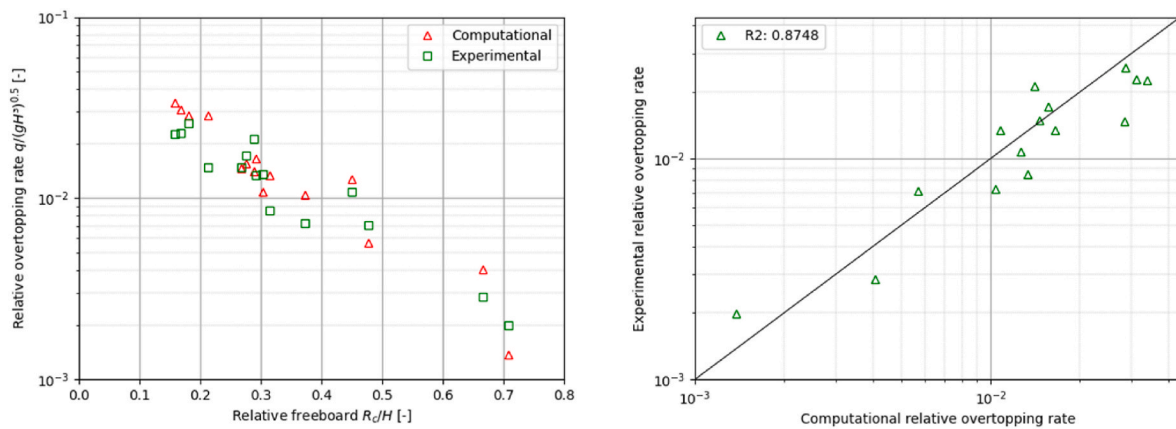 10⁻¹
10⁻²
10⁻³
Relative overtopping rate q/(gH³)⁰·⁵ [-]
Computational
Experimental
0.0 0.1 0.2 0.3 0.4 0.5 0.6 0.7 0.8
Relative freeboard R_c/H [-]
R2: 0.8748
Experimental relative overtopping rate
10⁻²
10⁻³
10⁻³ 10⁻²
Computational relative overtopping rate